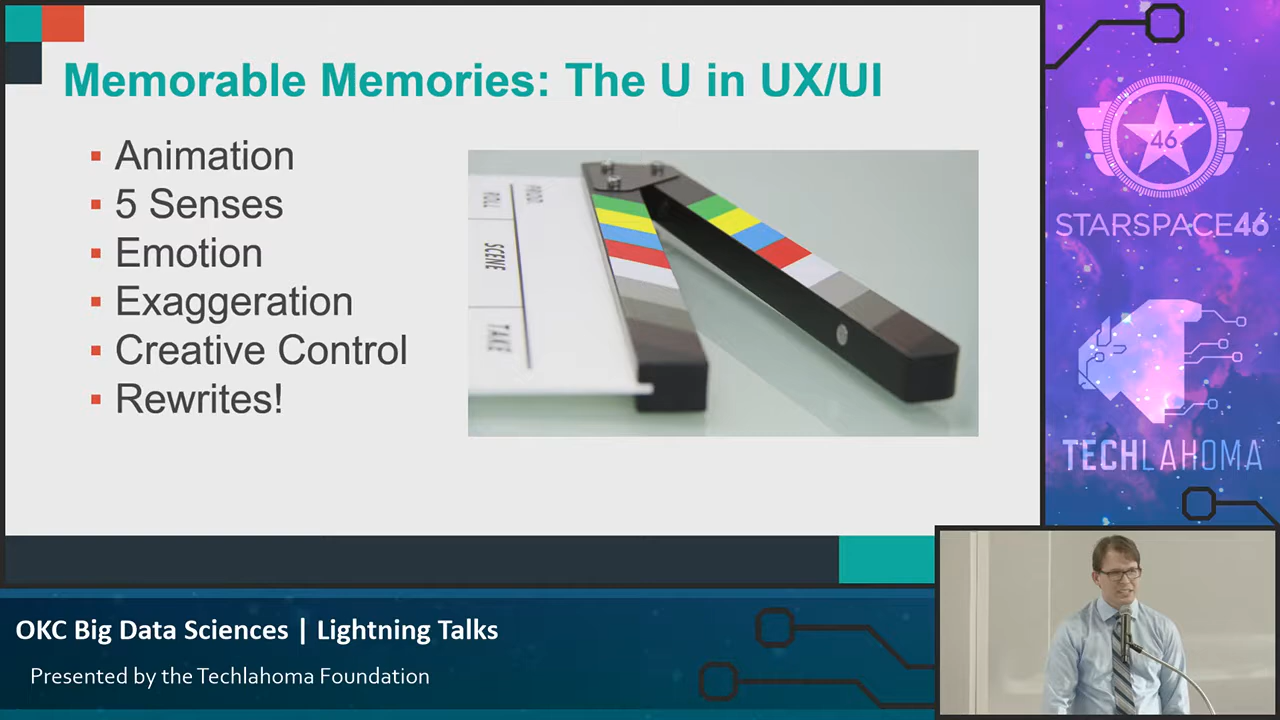 Memorable Memories: The U in UX/UI
Animation
5 Senses
Emotion
Exaggeration
Creative Control
Rewrites!
PROD.
ROLL
SCENE
TAKE
46
STARSPACE46
TECHLAHOMA
OKC Big Data Sciences | Lightning Talks
Presented by the Techlahoma Foundation